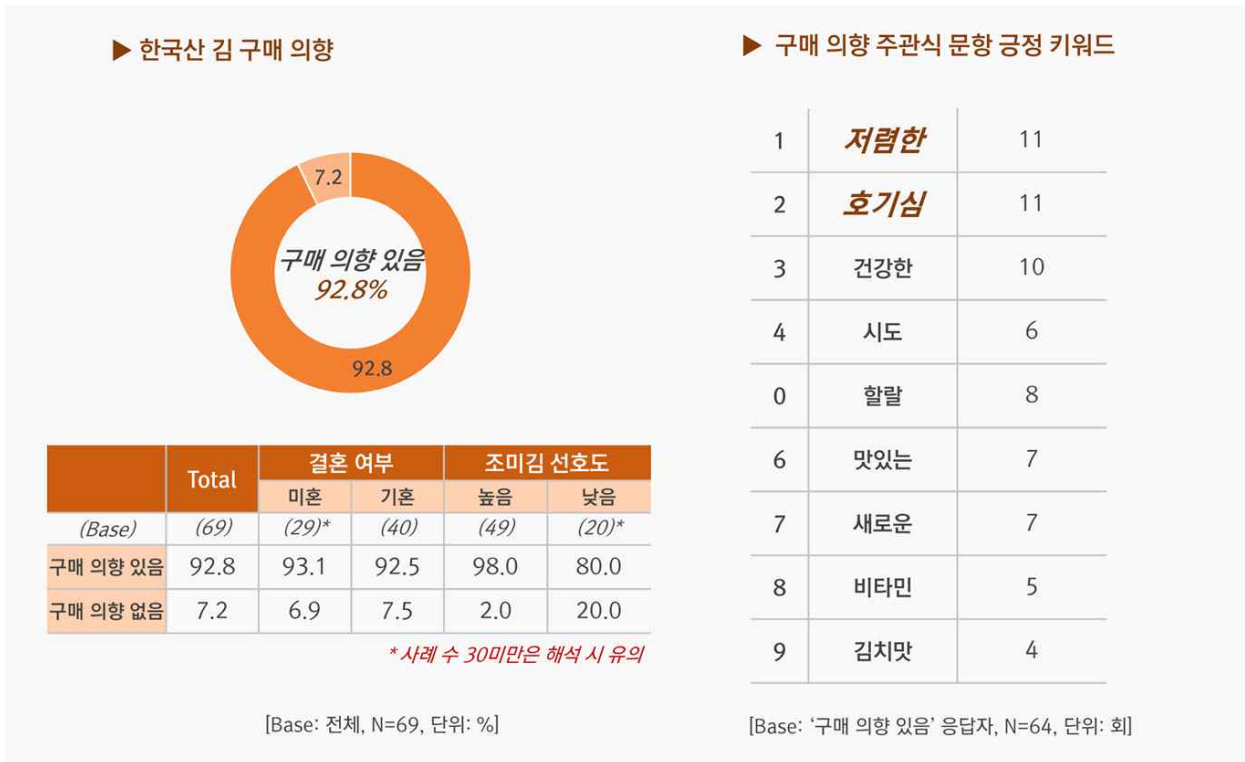 ▶ 한국산 김 구매 의향
7.2
구매 의향 있음
92.8%
92.8
Total 결혼 여부 조미김 선호도
미혼 기혼 높음 낮음
(Base) (69) (29)* (40) (49) (20)*
구매 의향 있음 92.8 93.1 92.5 98.0 80.0
구매 의향 없음 7.2 6.9 7.5 2.0 20.0
* 사례 수 30미만은 해석 시 유의
[Base: 전체, N=69, 단위: %]
▶ 구매 의향 주관식 문항 긍정 키워드
1 저렴한 11
2 호기심 11
3 건강한 10
4 시도 6
0 할랄 8
6 맛있는 7
7 새로운 7
8 비타민 5
9 김치맛 4
[Base: ‘구매 의향 있음’ 응답자, N=64, 단위: 회]